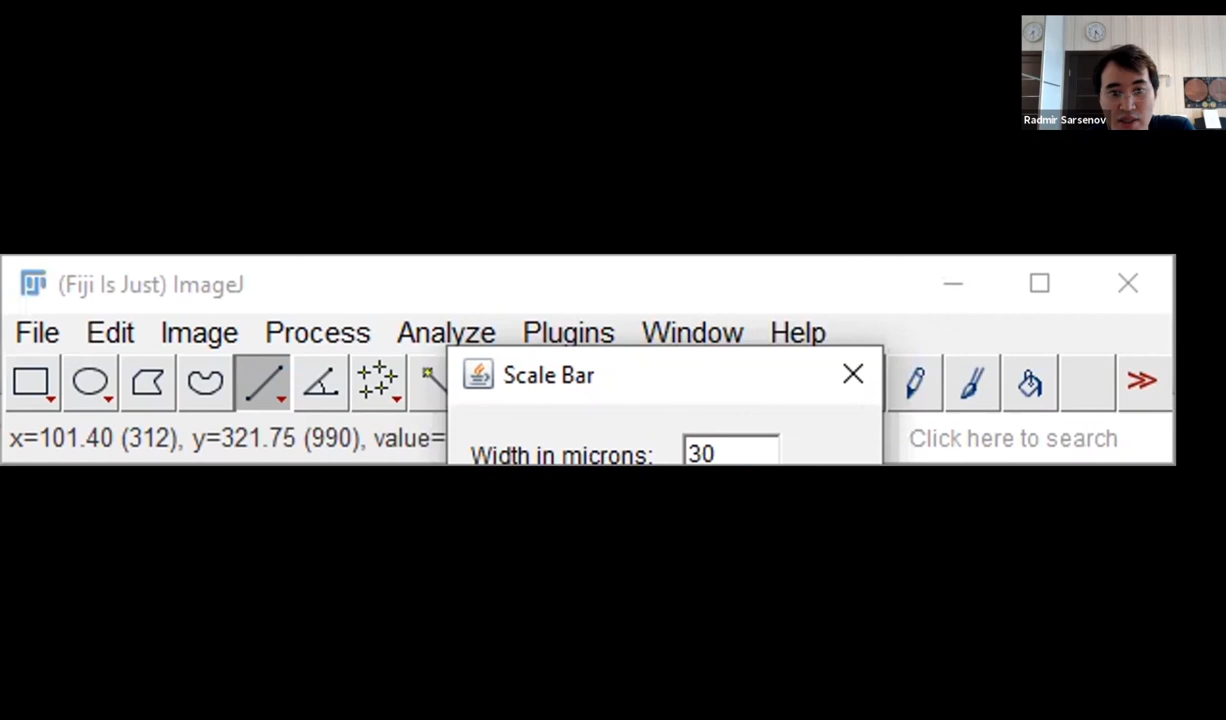 Radmir Sarsenov
(Fiji Is Just) ImageJ
File Edit Image Process Analyze Plugins Window Help
Scale Bar
x=101.40 (312), y=321.75 (990), value=
Click here to search
Width in microns: 30